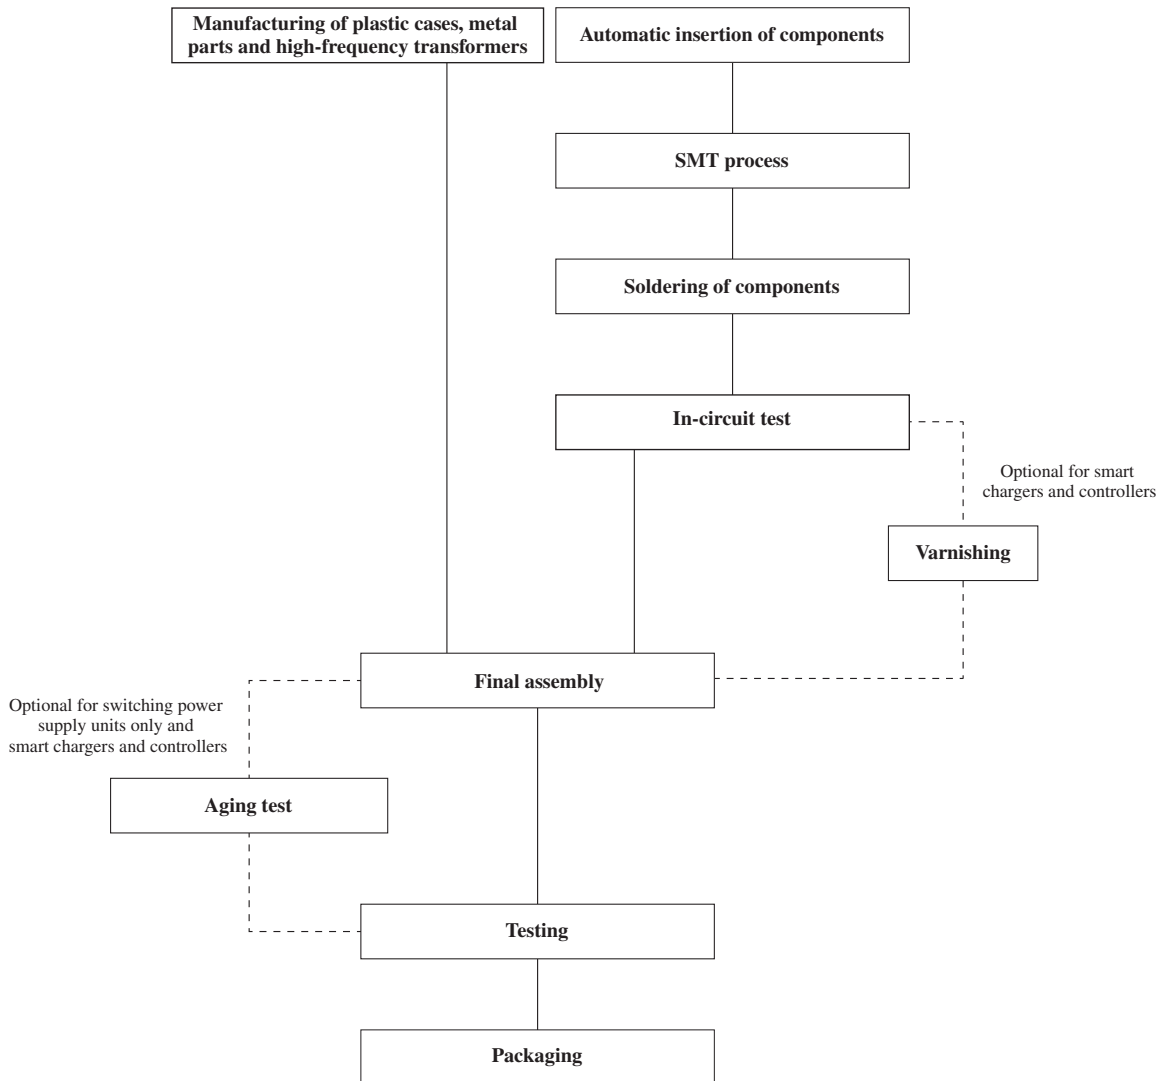 Manufacturing of plastic cases, metal
parts and high-frequency transformers
Automatic insertion of components
SMT process
Soldering of components
In-circuit test
Optional for smart
chargers and controllers
Varnishing
Final assembly
Optional for switching power
supply units only and
smart chargers and controllers
Aging test
Testing
Packaging